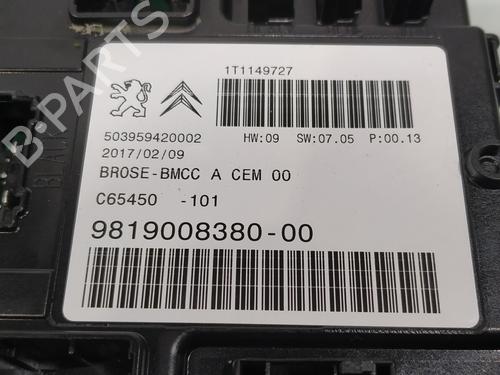 1T1149727
503959420002 HW:09 SW:07.05 P:00.13
2017/02/09
BROSE-BMCC A CEM 00
C65450 -101
9819008380-00
B-PARTS